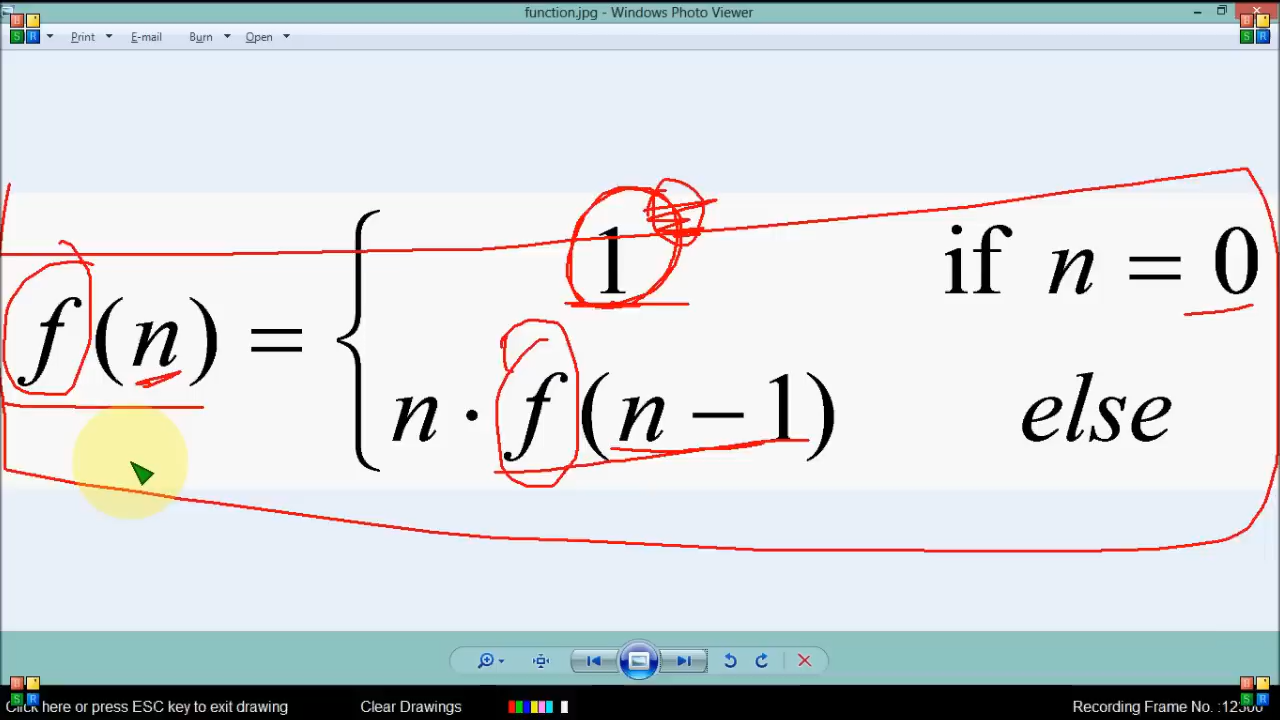 function.jpg - Windows Photo Viewer
Print E-mail Burn Open
1 if n = 0
f(n) = {
n · f(n − 1) else
Click here or press ESC key to exit drawing Clear Drawings Recording Frame No. :
B S R
B S R
B S R
B S R